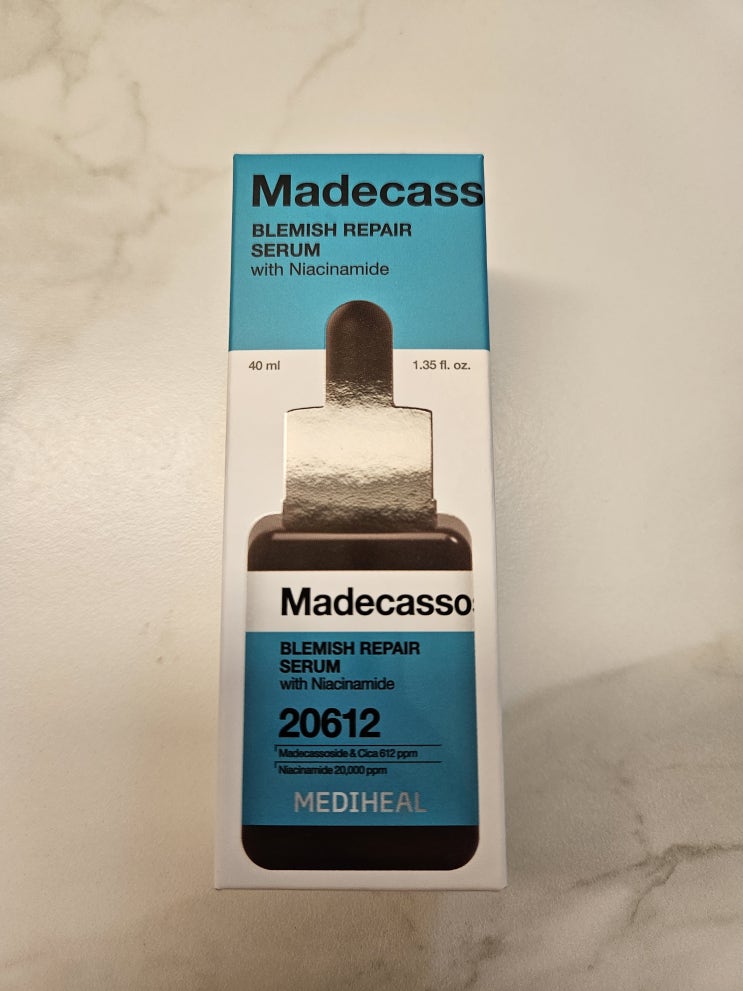 Madecass
BLEMISH REPAIR
SERUM
with Niacinamide
40 ml 1.35 fl. oz.
Madecasso
BLEMISH REPAIR
SERUM
with Niacinamide
20612
Madecassoside & Cica 612 ppm
Niacinamide 20,000 ppm
MEDIHEAL